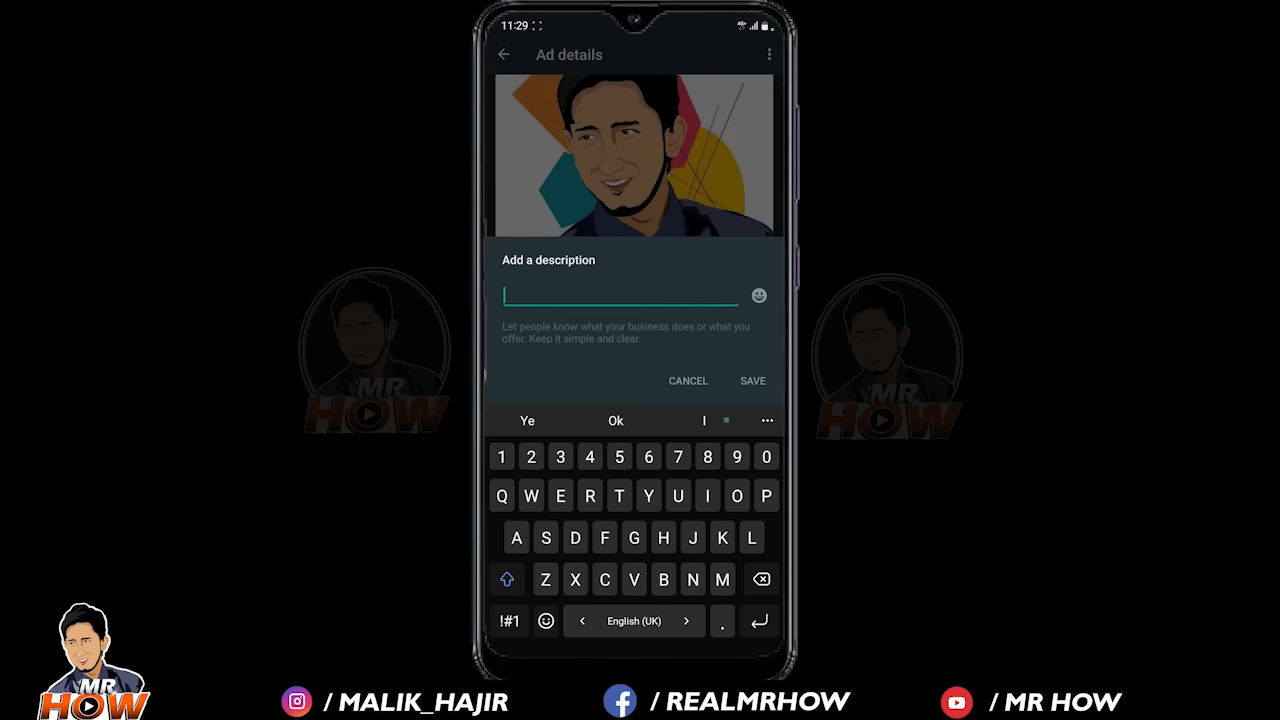 11:29
Ad details
Add a description
Let people know what your business does or what you
offer. Keep it simple and clear.
CANCEL SAVE
Ye Ok I
1 2 3 4 5 6 7 8 9 0
Q W E R T Y U I O P
A S D F G H J K L
Z X C V B N M
!#1 < English (UK) > .
MR
HOW
MR
HOW
MR
HOW
/ MALIK_HAJIR / REALMRHOW / MR HOW